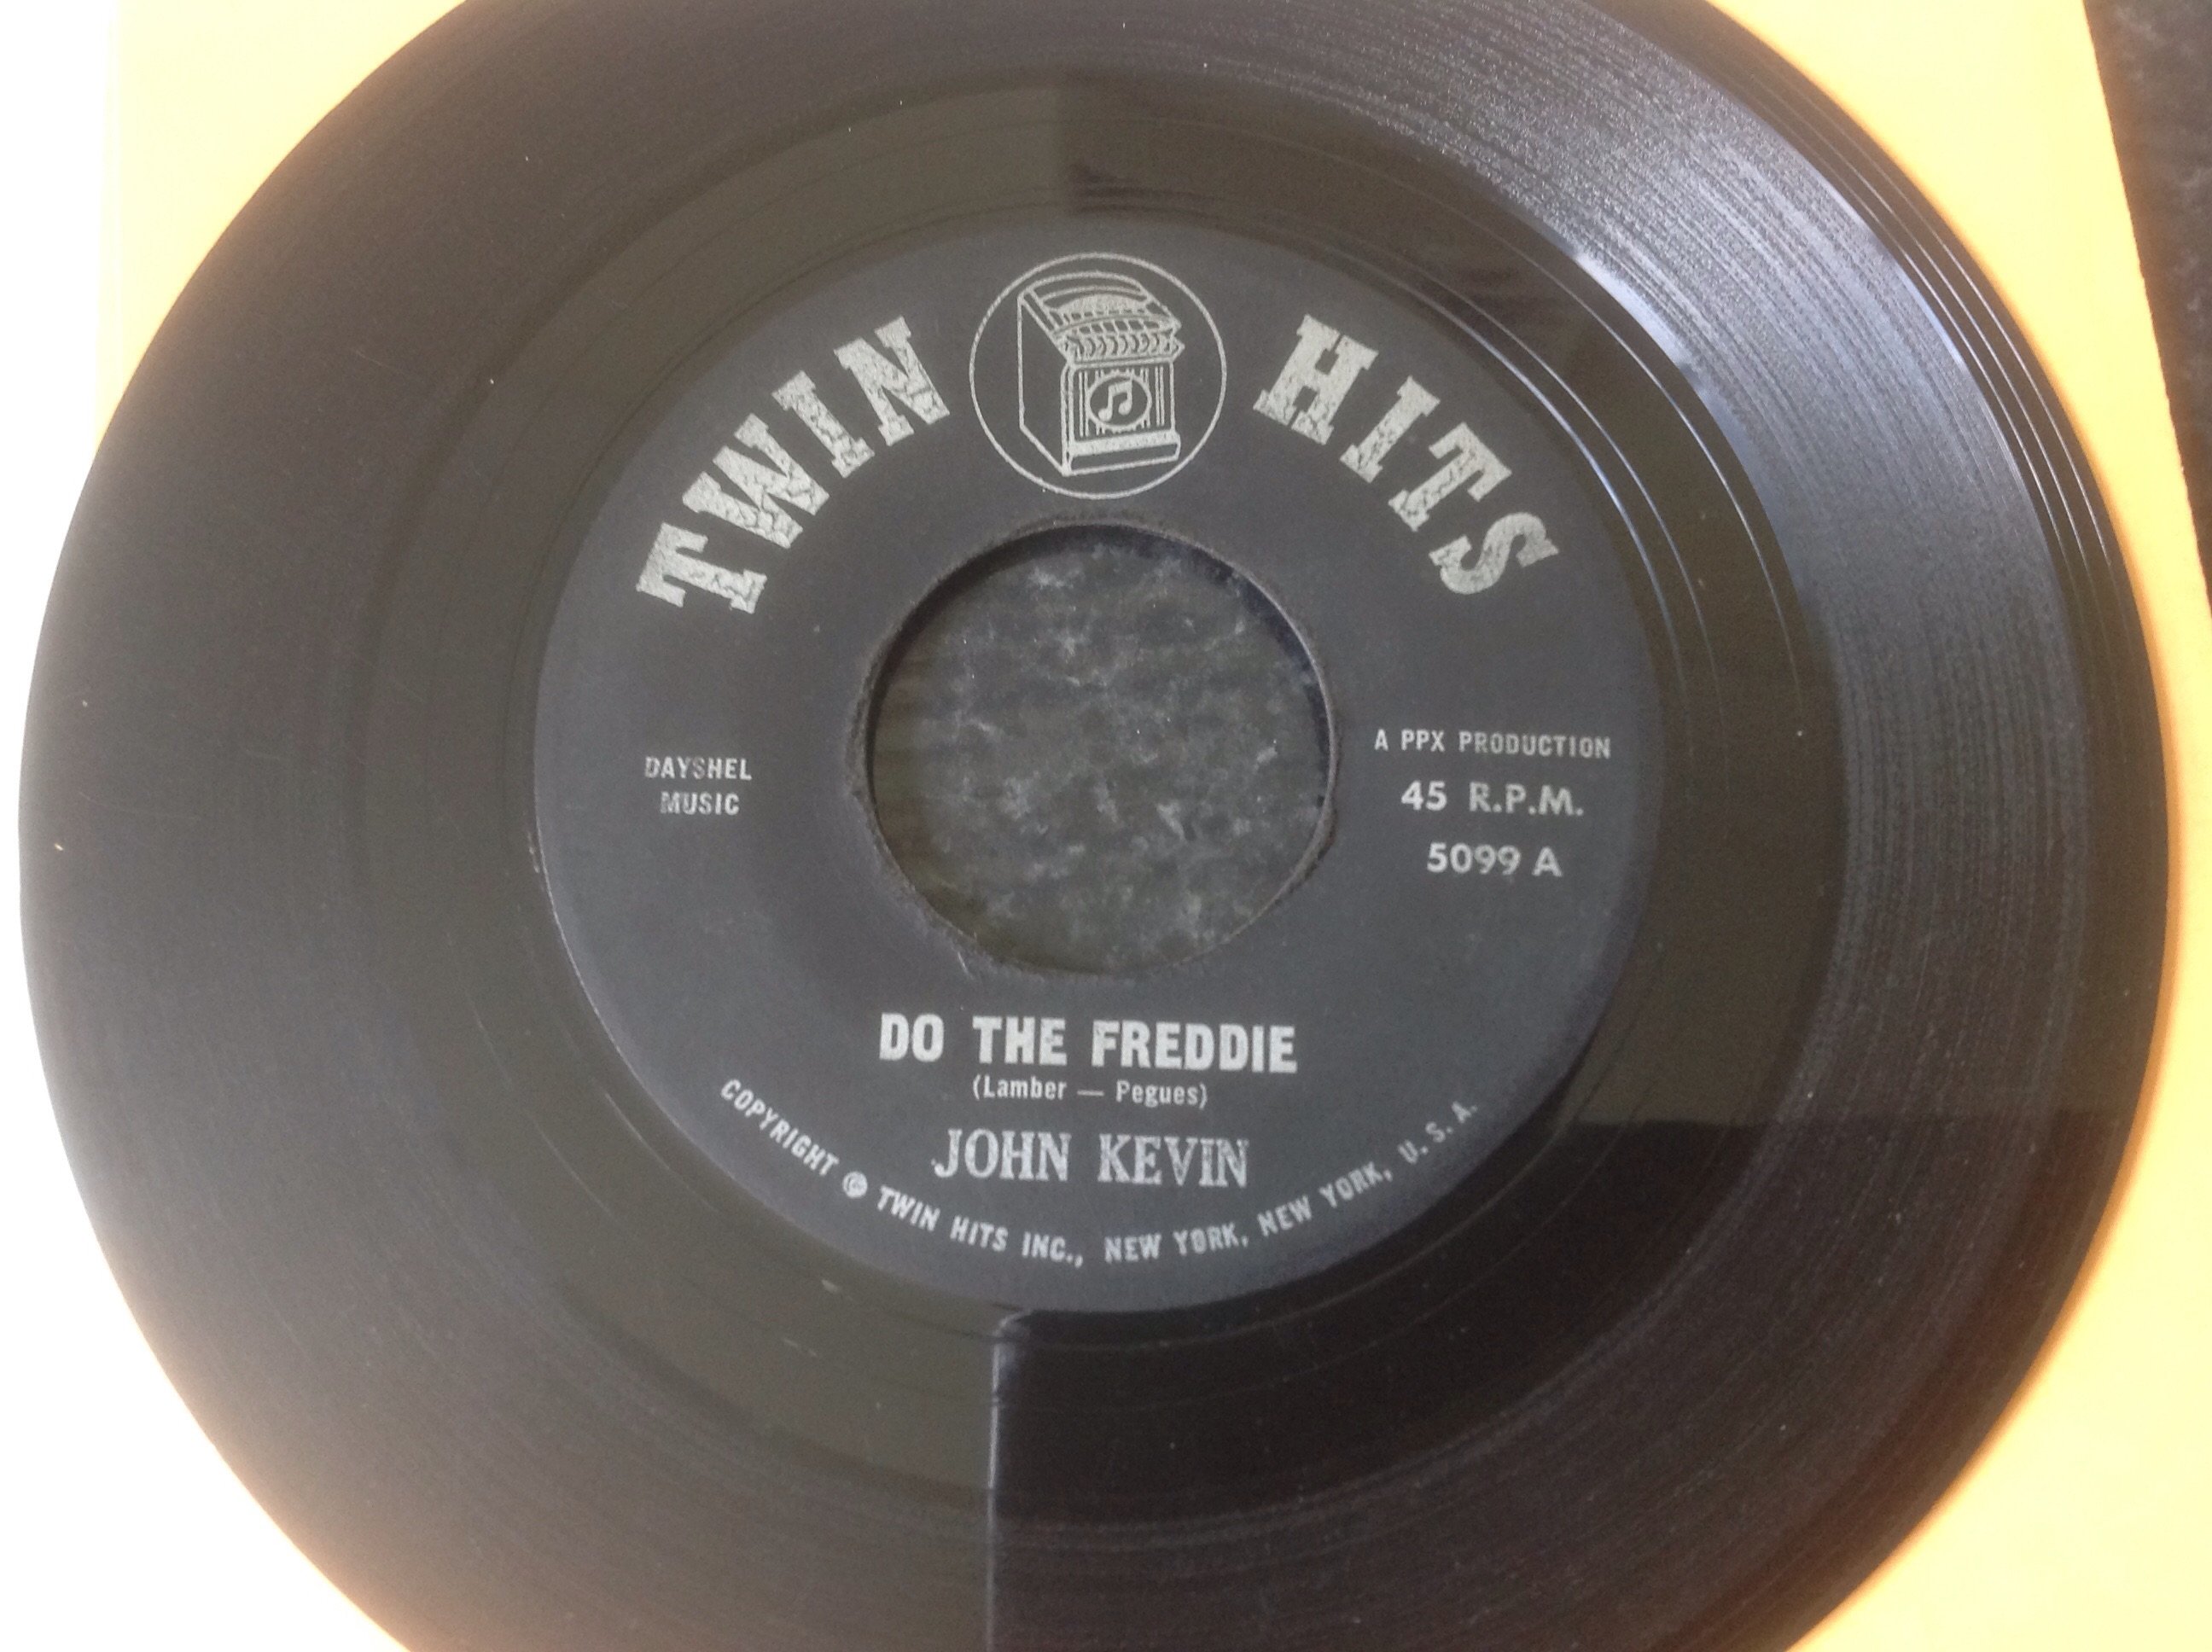 TWIN HITS
DAYSHEL
MUSIC
A PPX PRODUCTION
45 R.P.M.
5099 A
DO THE FREDDIE
(Lamber — Pegues)
JOHN KEVIN
COPYRIGHT © TWIN HITS INC., NEW YORK, NEW YORK, U.S.A.